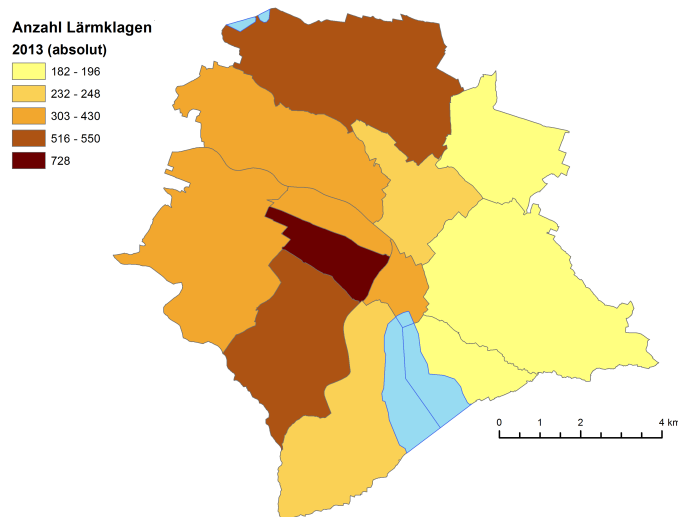 Anzahl Lärmklagen
2013 (absolut)
182 - 196
232 - 248
303 - 430
516 - 550
728
0 1 2 4 km